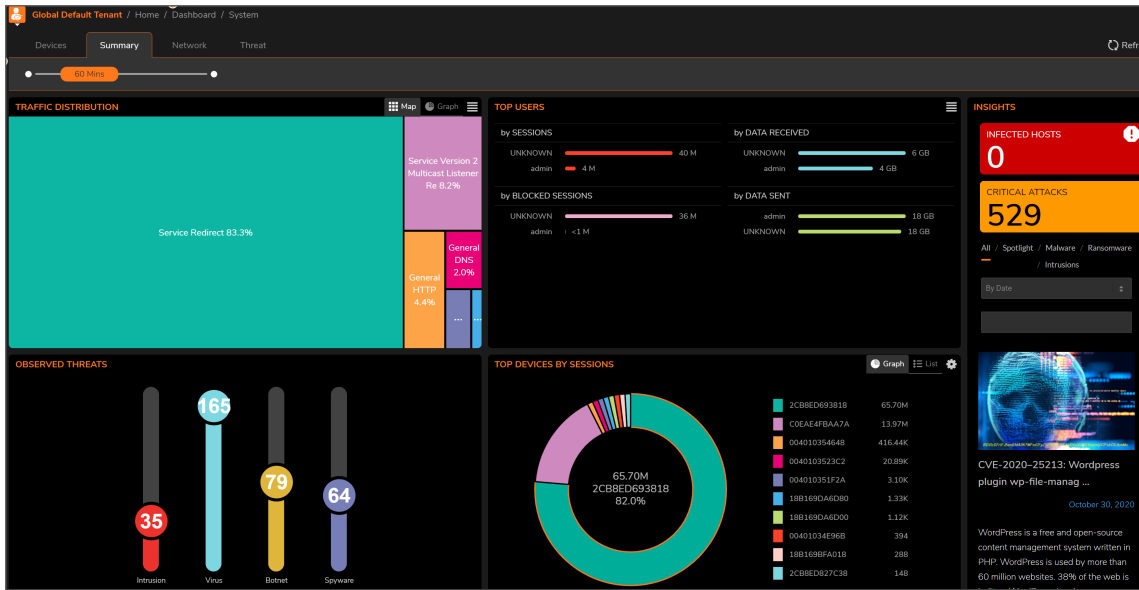 Global Default Tenant / Home / Dashboard / System
Devices
Summary
Network
Threat
Refr
60 Mins
TRAFFIC DISTRIBUTION
Map
Graph
Service Redirect 83.3%
Service Version 2
Multicast Listener
Re 8.2%
General
HTTP
4.4%
General
DNS
2.0%
...
...
TOP USERS
by SESSIONS
UNKNOWN 40 M
admin 4 M
by DATA RECEIVED
UNKNOWN 6 GB
admin 4 GB
by BLOCKED SESSIONS
UNKNOWN 36 M
admin <1 M
by DATA SENT
admin 18 GB
UNKNOWN 18 GB
INSIGHTS
INFECTED HOSTS
!
0
CRITICAL ATTACKS
529
All / Spotlight / Malware / Ransomware
/ Intrusions
By Date
CVE-2020-25213: Wordpress
plugin wp-file-manag ...
October 30, 2020
WordPress is a free and open-source
content management system written in
PHP. WordPress is used by more than
60 million websites. 38% of the web is
OBSERVED THREATS
35
165
79
64
Intrusion
Virus
Botnet
Spyware
TOP DEVICES BY SESSIONS
Graph
List
65.70M
2CB8ED693818
82.0%
2CB8ED693818 65.70M
C0EAE4FBAA7A 13.97M
004010354648 416.44K
0040103523C2 20.89K
004010351F2A 3.10K
18B169DA6D80 1.33K
18B169DA6D00 1.12K
00401034E96B 394
18B169BFA018 288
2CB8ED827C38 148